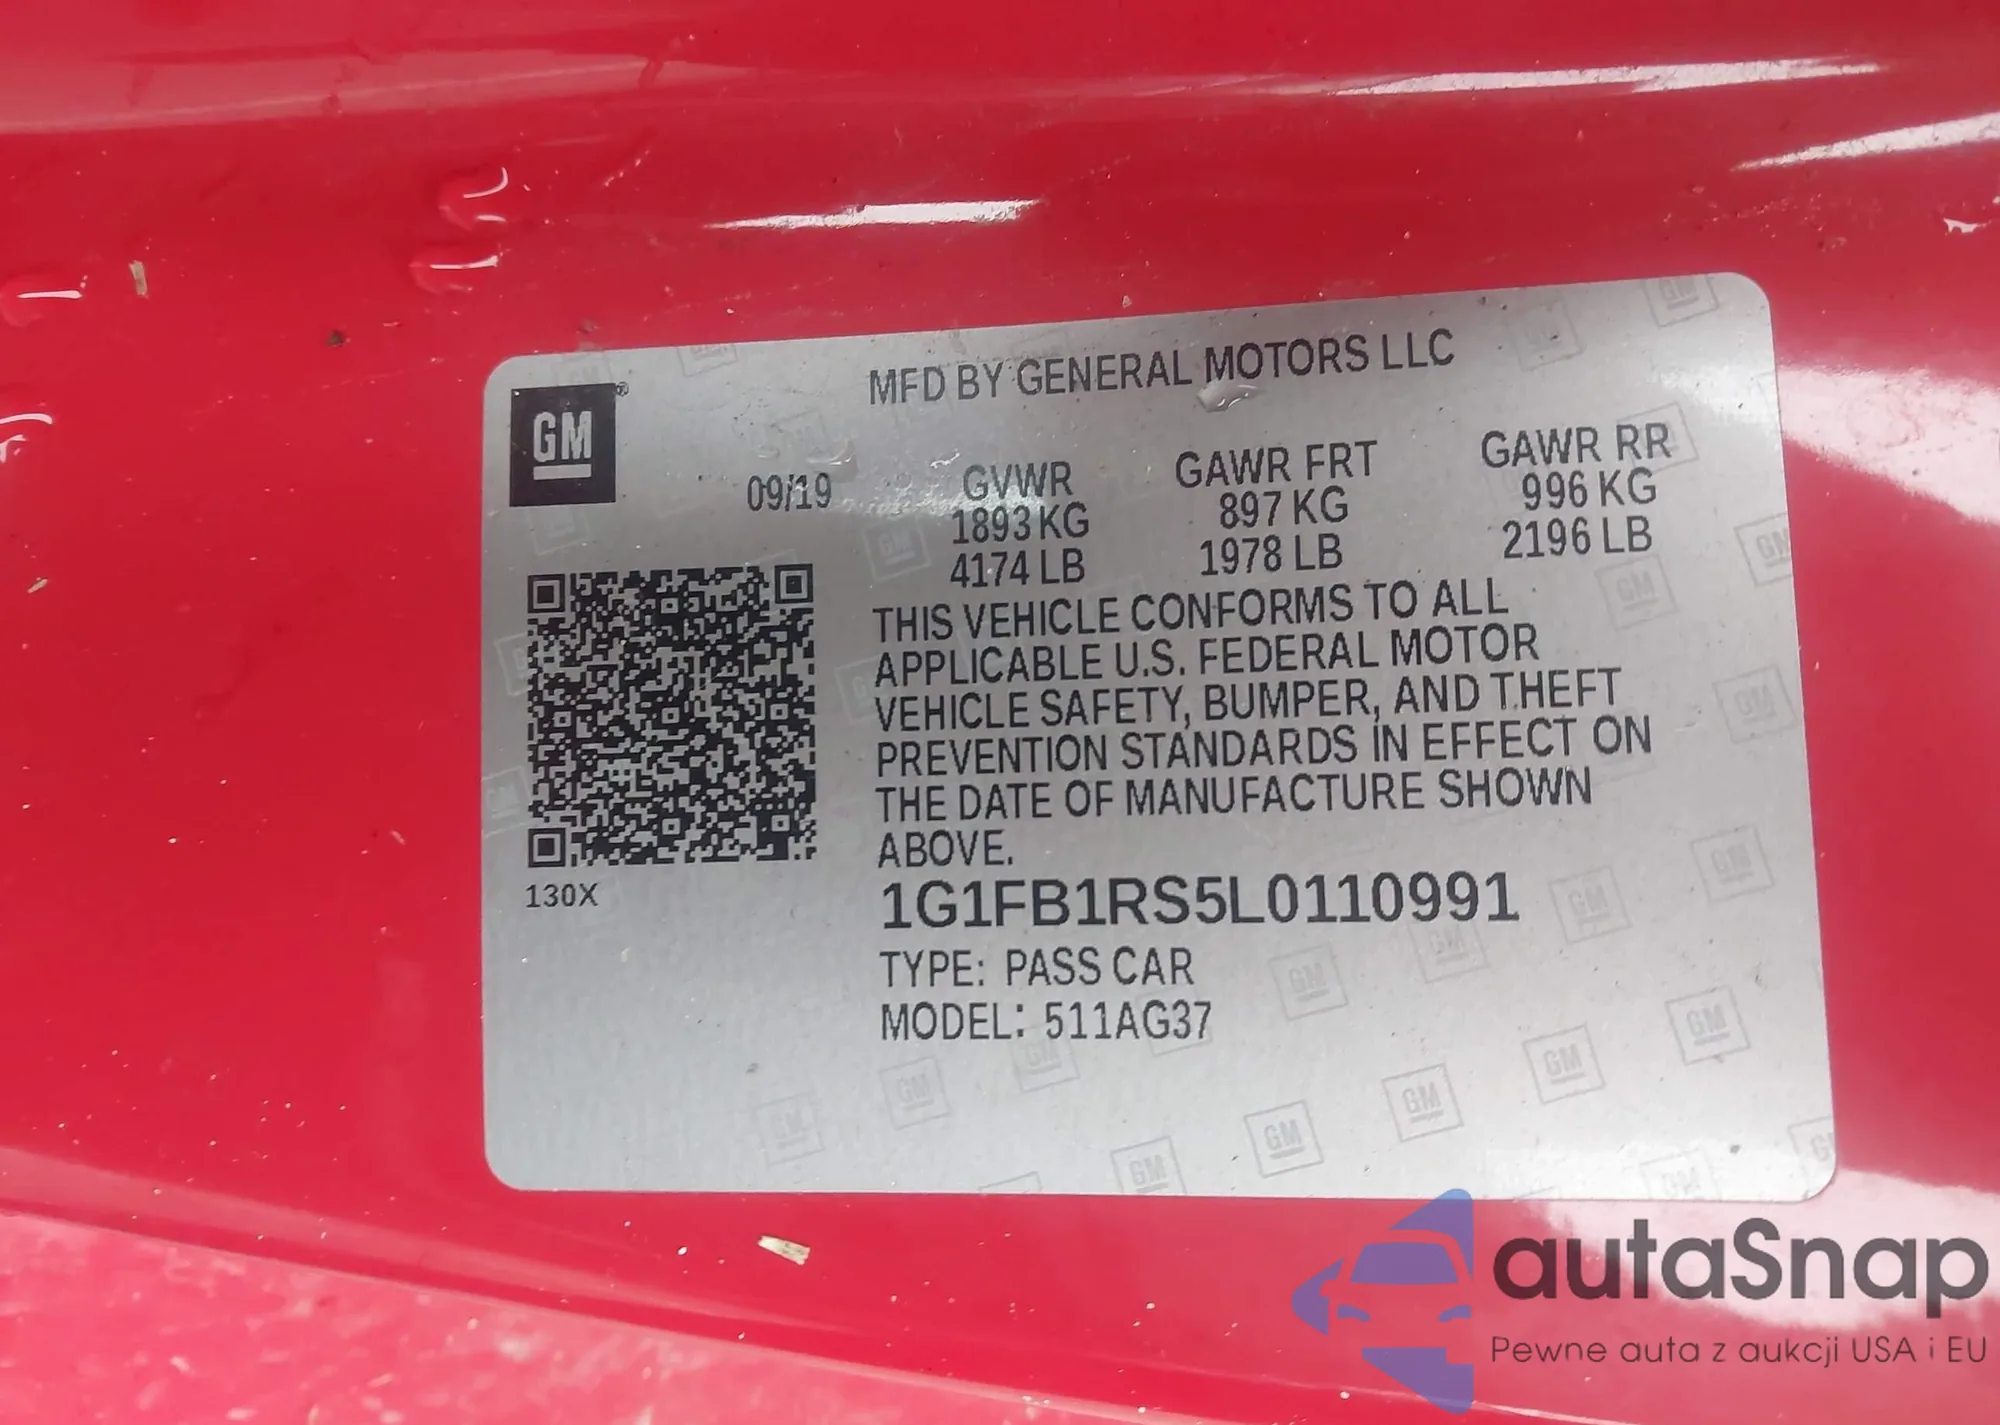 MFD BY GENERAL MOTORS LLC
GM®
09/19
GVWR
1893 KG
4174 LB
GAWR FRT
897 KG
1978 LB
GAWR RR
996 KG
2196 LB
THIS VEHICLE CONFORMS TO ALL
APPLICABLE U.S. FEDERAL MOTOR
VEHICLE SAFETY, BUMPER, AND THEFT
PREVENTION STANDARDS IN EFFECT ON
THE DATE OF MANUFACTURE SHOWN
ABOVE.
130X
1G1FB1RS5L0110991
TYPE: PASS CAR
MODEL: 511AG37
autaSnap
Pewne auta z aukcji USA i EU